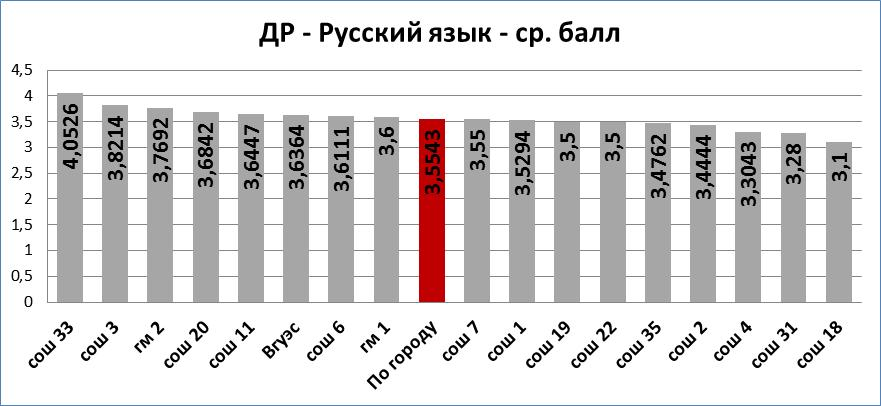 ДР - Русский язык - ср. балл
4,5
4
3,5
3
2,5
2
1,5
1
0,5
0
4,0526
3,8214
3,7692
3,6842
3,6447
3,6364
3,6111
3,6
3,5543
3,55
3,5294
3,5
3,5
3,4762
3,4444
3,3043
3,28
3,1
сош 33
сош 3
гм 2
сош 20
сош 11
Вгуэс
сош 6
гм 1
По городу
сош 7
сош 1
сош 19
сош 22
сош 35
сош 2
сош 4
сош 31
сош 18